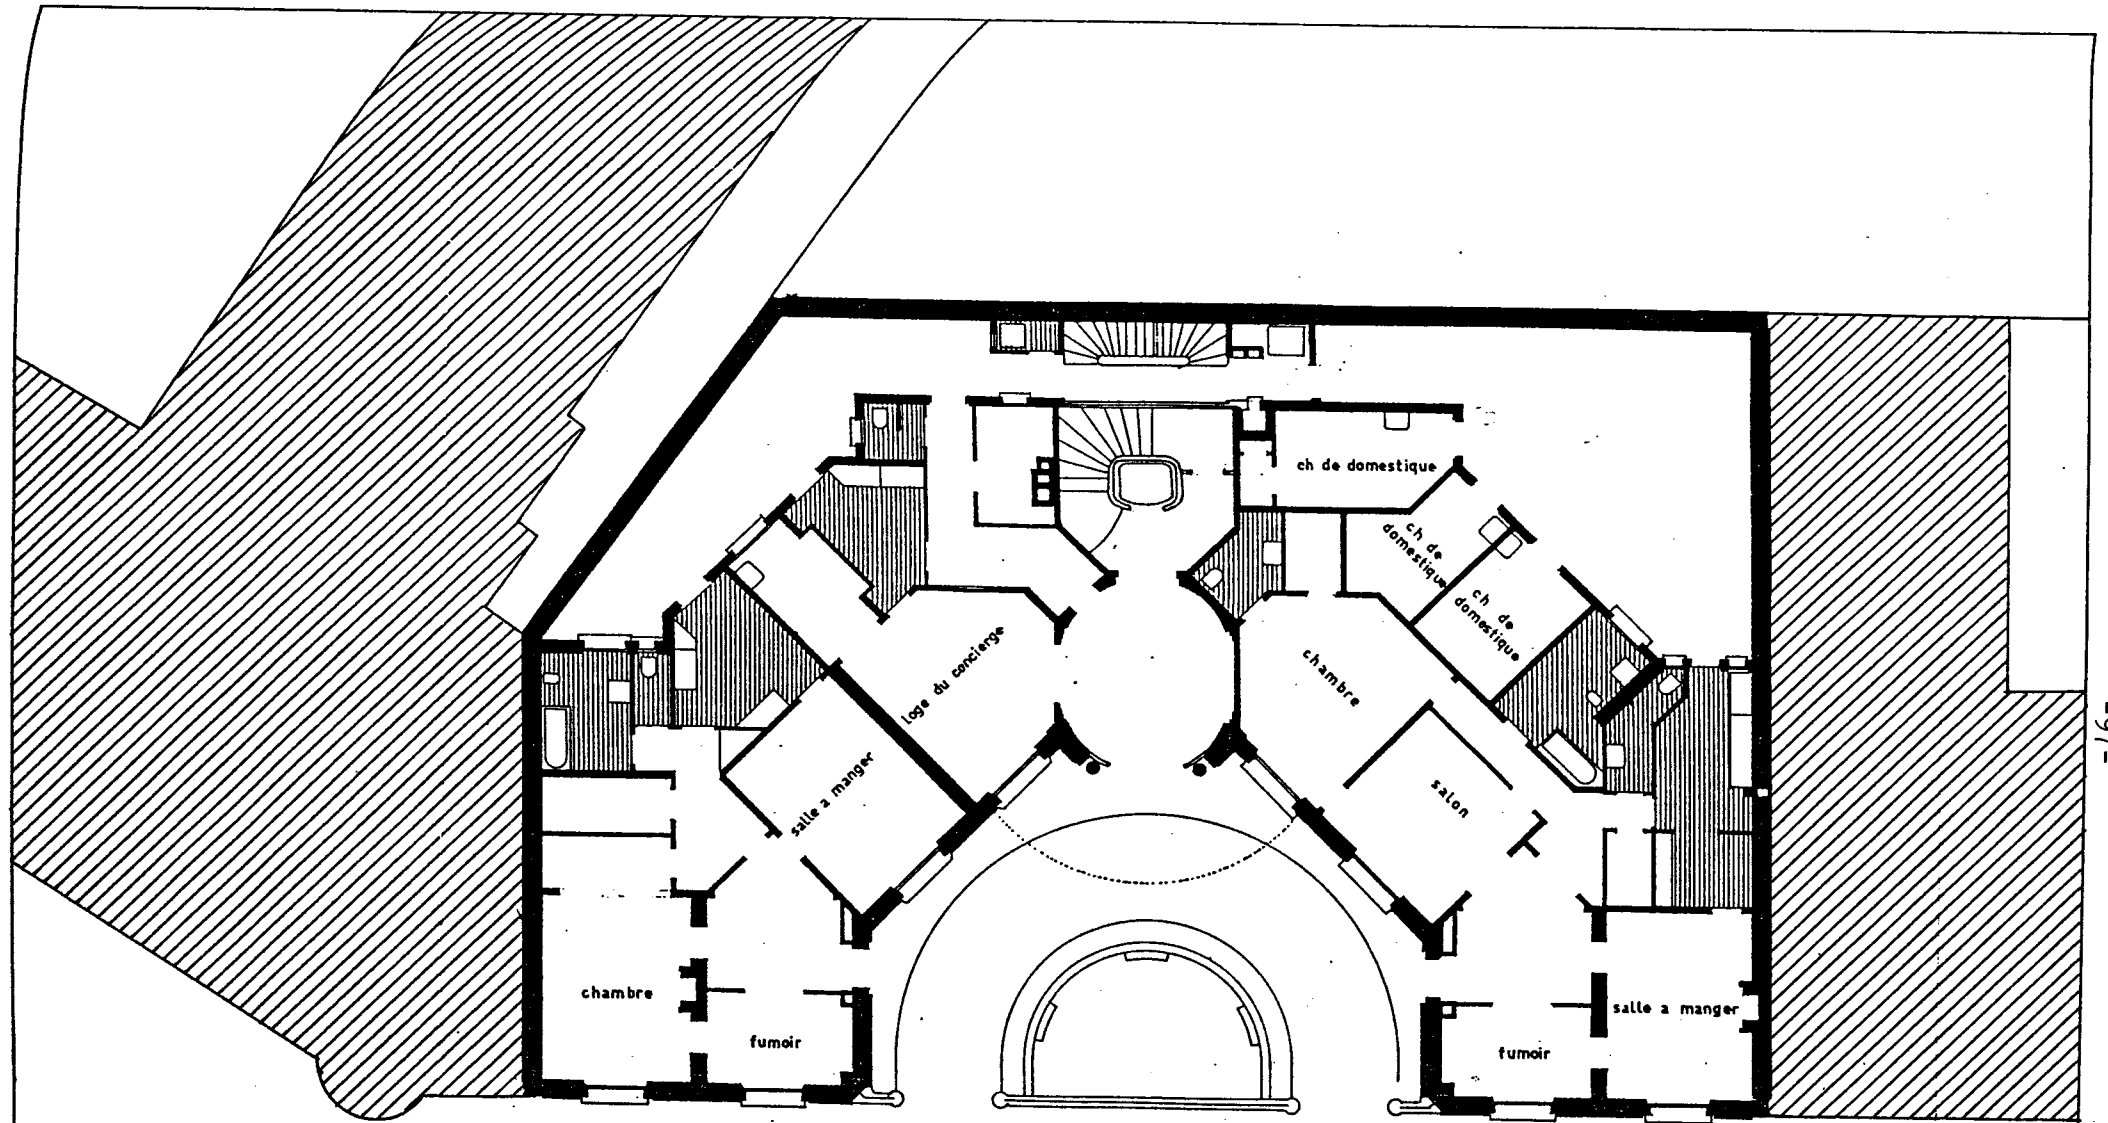 ch de domestique
ch de
domestique
ch de
domestique
loge du concierge
chambre
-97-
salle a manger
salon
chambre
salle a manger
fumoir
fumoir